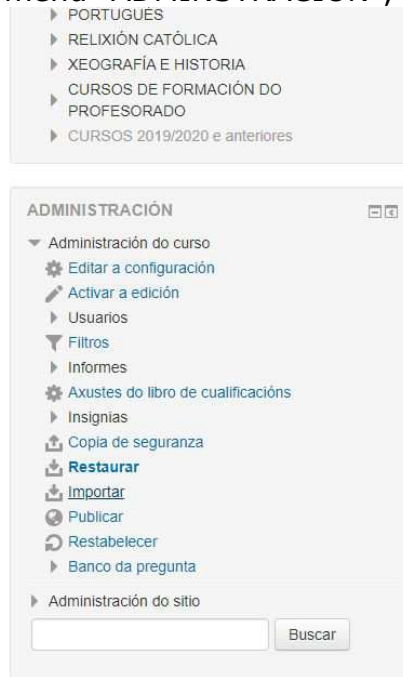 PORTUGUÉS
RELIXIÓN CATÓLICA
XEOGRAFÍA E HISTORIA
CURSOS DE FORMACIÓN DO
PROFESORADO
CURSOS 2019/2020 e anteriores
ADMINISTRACIÓN
Administración do curso
Editar a configuración
Activar a edición
Usuarios
Filtros
Informes
Axustes do libro de cualificacións
Insignias
Copia de seguranza
Restaurar
Importar
Publicar
Restabelecer
Banco da pregunta
Administración do sitio
Buscar